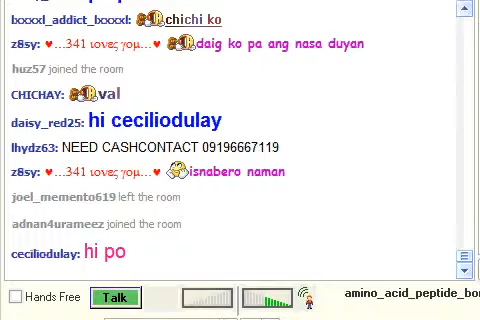 lxxxxl_addict_lxxxxl: chichi ko
z8sy: ♥...341 ιονες γομ...♥ daig ko pa ang nasa duyan
huz57 joined the room
CHICHAY: val
daisy_red25: hi ceciliodulay
lhydz63: NEED CASHCONTACT 09196667119
z8sy: ♥...341 ιονες γομ...♥ isnabero naman
joel_memento619 left the room
adnan4urameez joined the room
ceciliodulay: hi po
Hands Free Talk amino_acid_peptide_bo